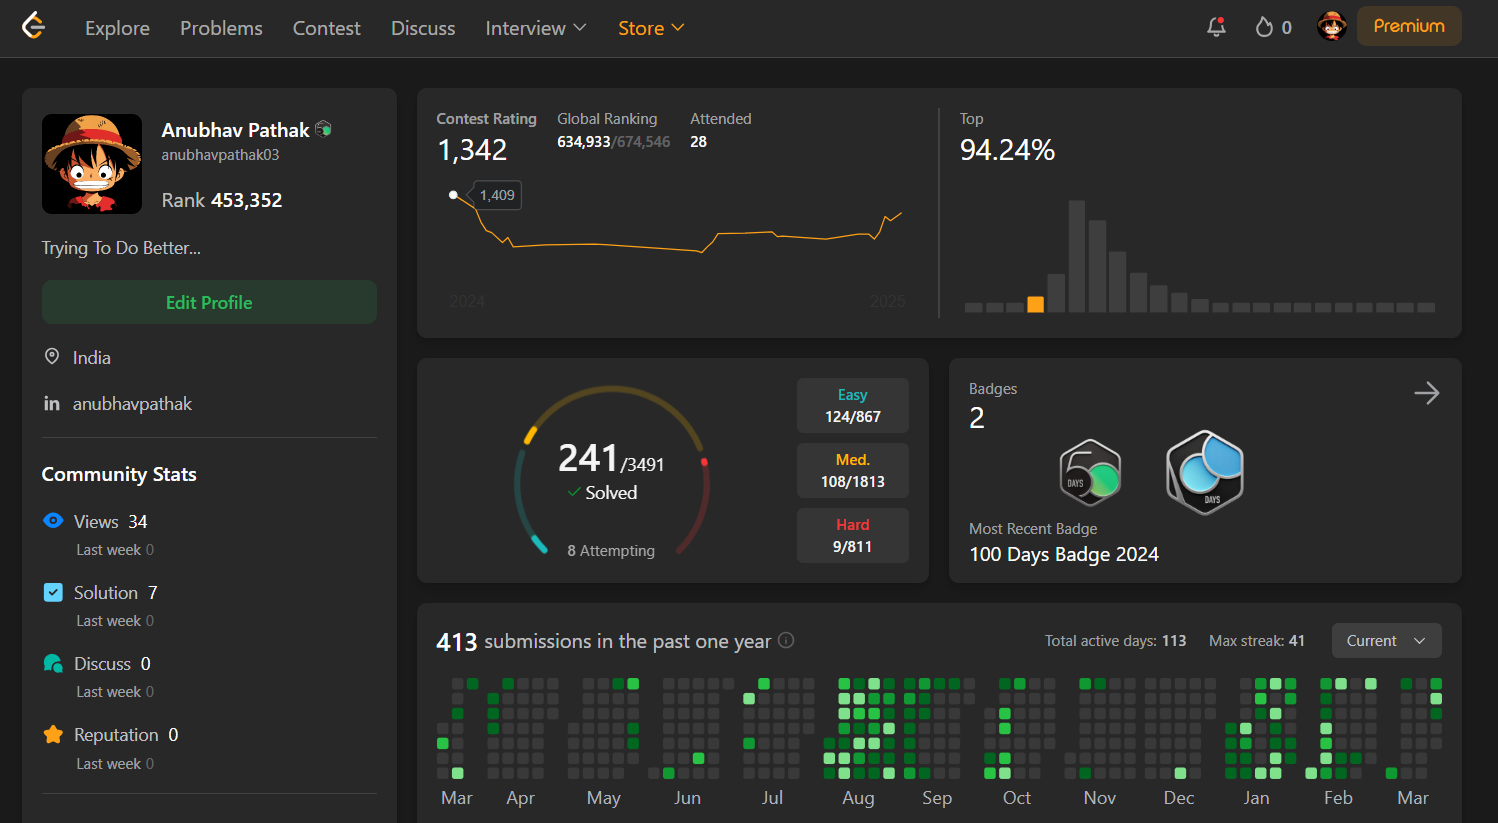 Explore Problems Contest Discuss Interview Store 0 Premium
Anubhav Pathak
anubhavpathak03
Rank 453,352
Trying To Do Better...
Edit Profile
India
in anubhavpathak
Community Stats
Views 34
Last week 0
Solution 7
Last week 0
Discuss 0
Last week 0
Reputation 0
Last week 0
Contest Rating
1,342
Global Ranking
634,933/674,546
Attended
28
1,409
2024 2025
Top
94.24%
241/3491
Solved
8 Attempting
Easy
124/867
Med.
108/1813
Hard
9/811
Badges
2
50
DAYS
DAYS
Most Recent Badge
100 Days Badge 2024
413 submissions in the past one year
Total active days: 113 Max streak: 41 Current
Mar Apr May Jun Jul Aug Sep Oct Nov Dec Jan Feb Mar